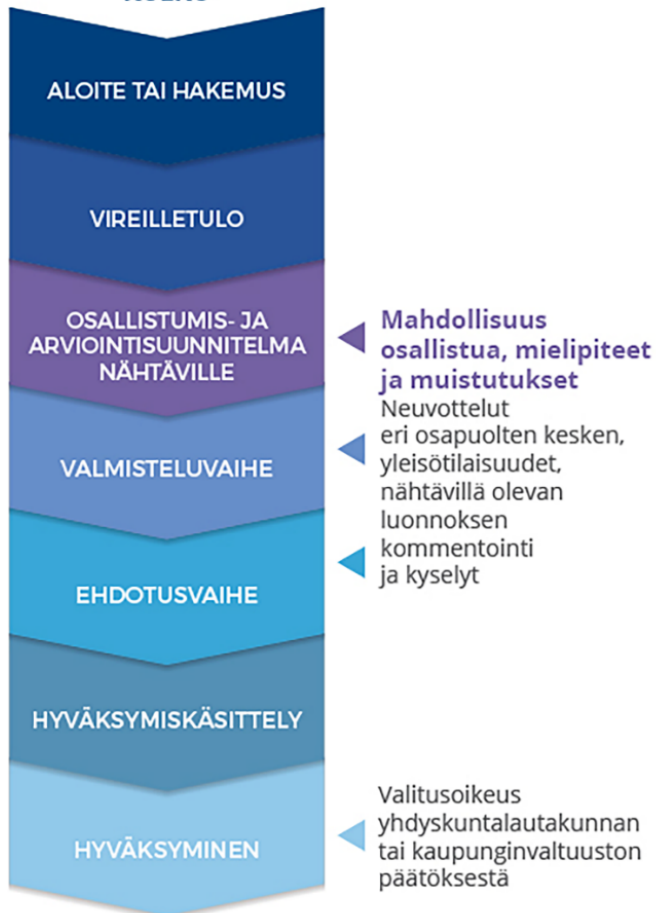 ALOITE TAI HAKEMUS
VIREILLETULO
OSALLISTUMIS- JA
ARVIOINTISUUNNITELMA
NÄHTÄVILLE
Mahdollisuus
osallistua, mielipiteet
ja muistutukset
VALMISTELUVAIHE
Neuvottelut
eri osapuolten kesken,
yleisötilaisuudet,
nähtävillä olevan
luonnoksen
kommentointi
ja kyselyt
EHDOTUSVAIHE
HYVÄKSYMISKÄSITTELY
HYVÄKSYMINEN
Valitusoikeus
yhdyskuntalautakunnan
tai kaupunginvaltuuston
päätöksestä